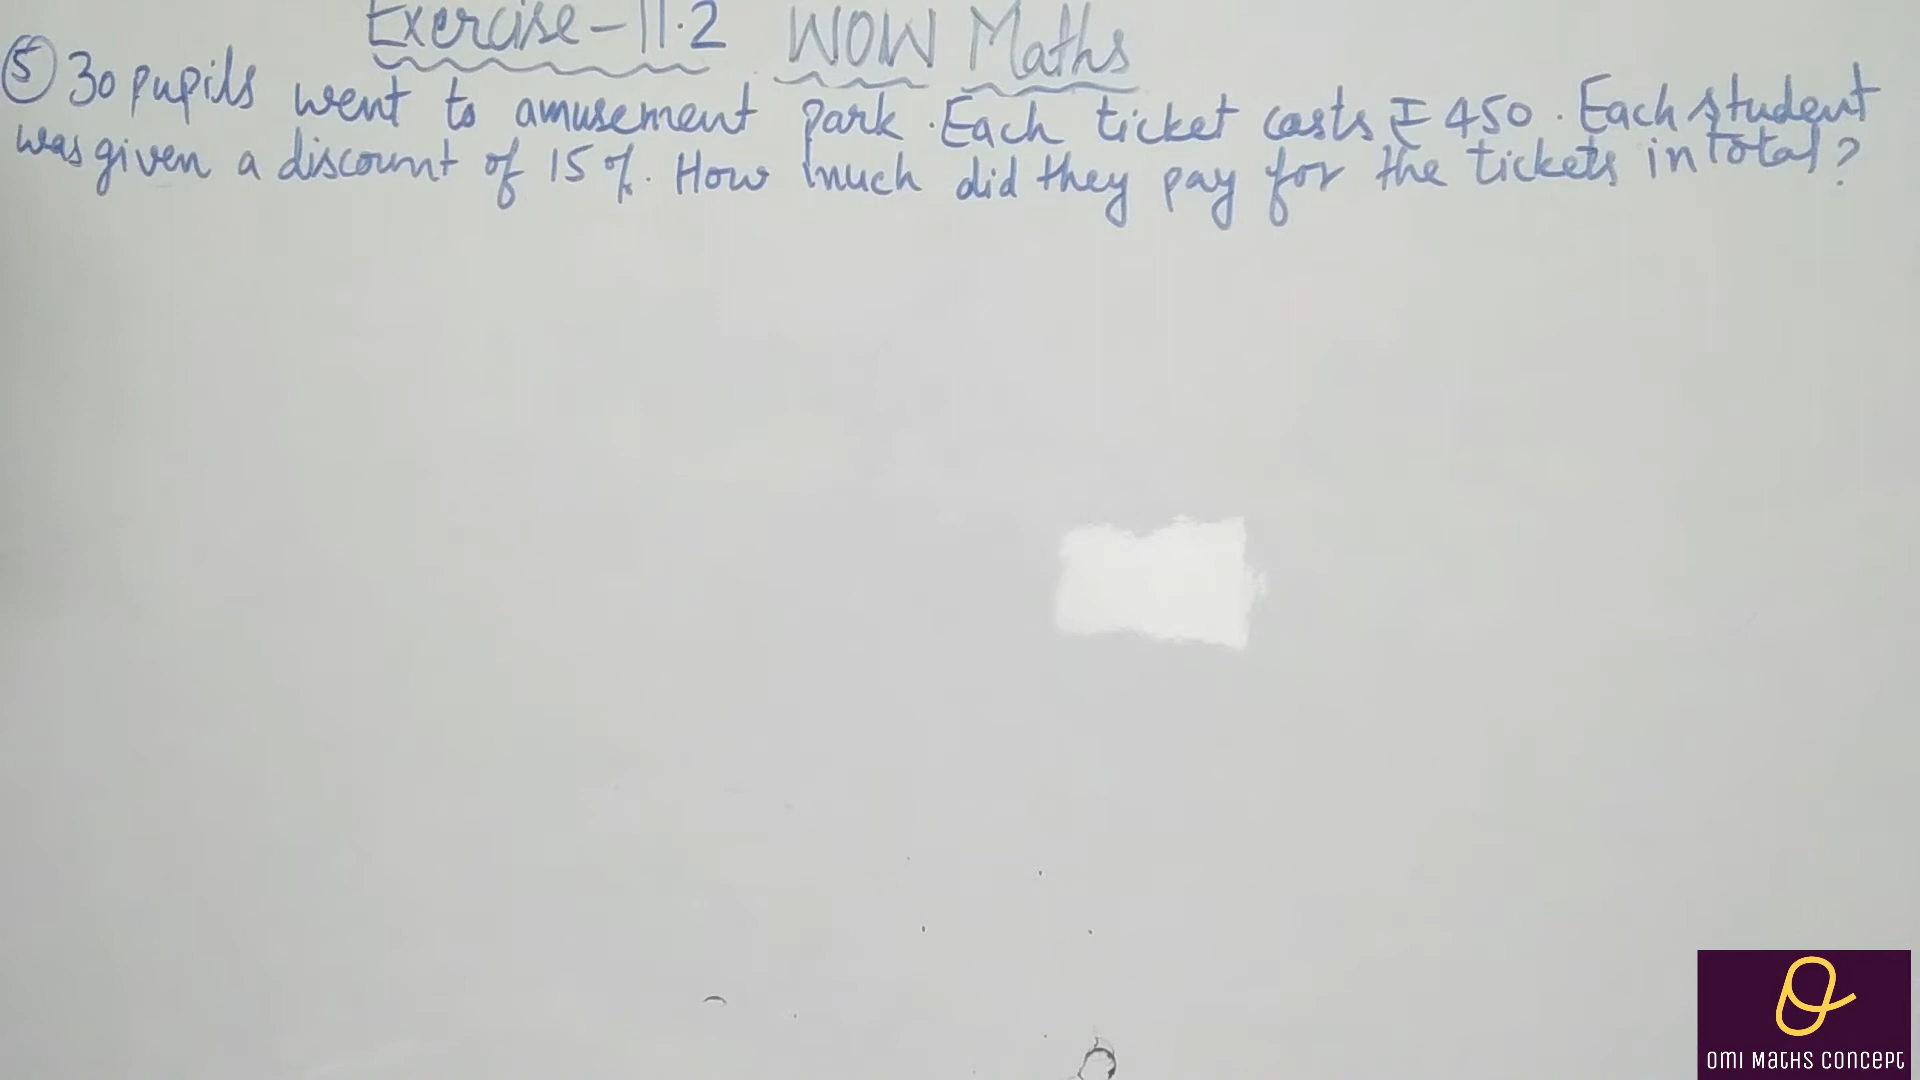 Exercise-11.2 WOW Maths
⑤ 30 pupils went to amusement park. Each ticket costs ₹ 450. Each student
was given a discount of 15%. How much did they pay for the tickets in total?
OMI MATHS CONCEPT